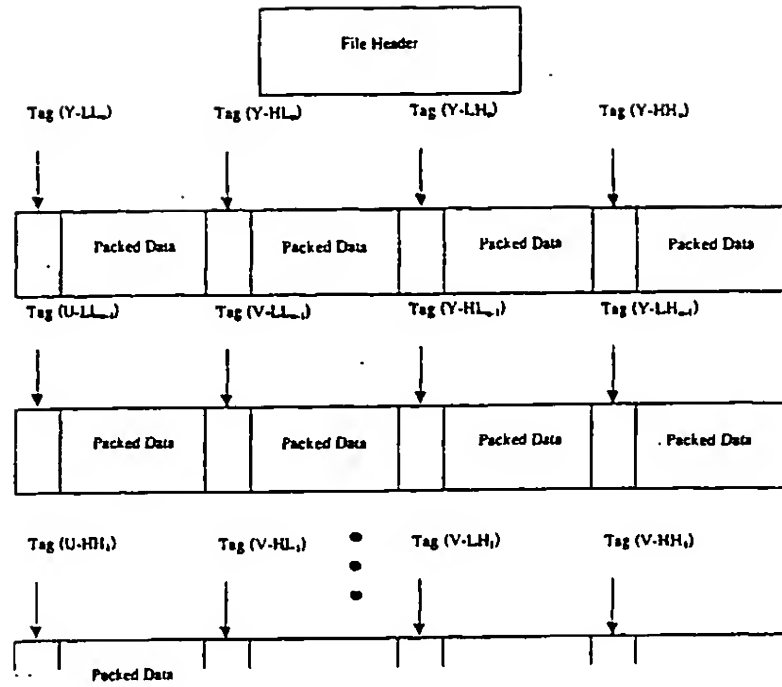 File Header
Tag (Y-LLₙ) Tag (Y-HLₙ) Tag (Y-LHₙ) Tag (Y-HHₙ)
Packed Data Packed Data Packed Data Packed Data
Tag (U-LLₙ₋₁) Tag (V-LLₙ₋₁) Tag (Y-HLₙ₋₁) Tag (Y-LHₙ₋₁)
Packed Data Packed Data Packed Data Packed Data
Tag (U-HH₁) Tag (V-HL₁) Tag (V-LH₁) Tag (V-HH₁)
Packed Data